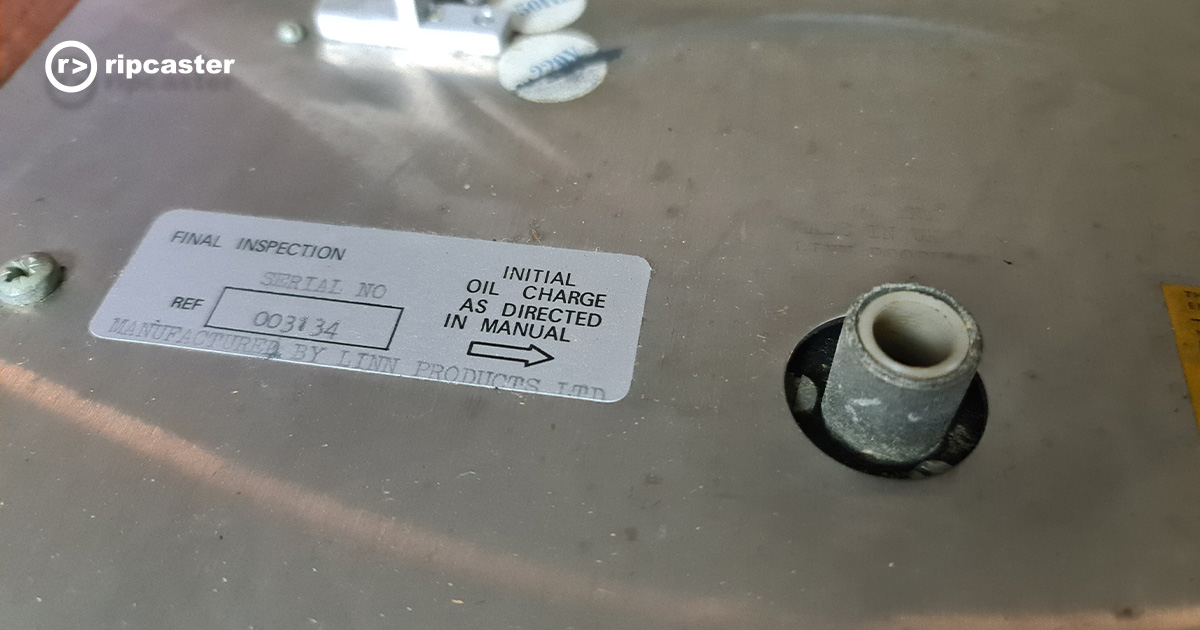 r> ripcaster
FINAL INSPECTION
SERIAL NO
REF 003134
MANUFACTURED BY LINN PRODUCTS LTD
INITIAL
OIL CHARGE
AS DIRECTED
IN MANUAL